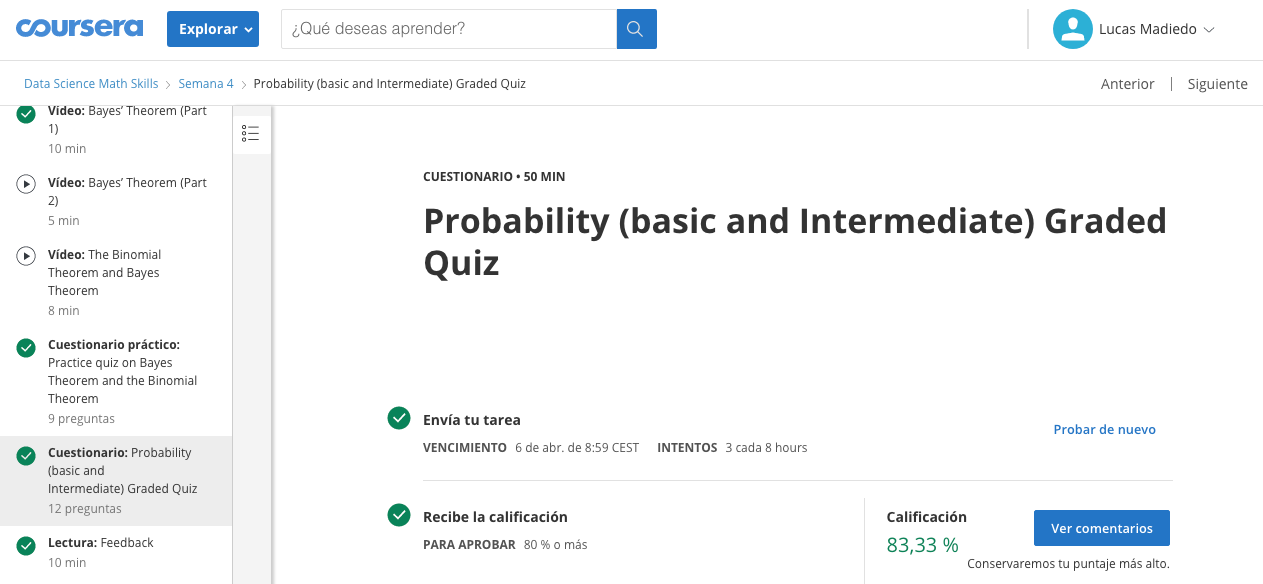 coursera
Explorar
¿Qué deseas aprender?
Lucas Madiedo
Data Science Math Skills > Semana 4 > Probability (basic and Intermediate) Graded Quiz
Anterior | Siguiente
Vídeo: Bayes’ Theorem (Part
1)
10 min
Vídeo: Bayes’ Theorem (Part
2)
5 min
Vídeo: The Binomial
Theorem and Bayes
Theorem
8 min
Cuestionario práctico:
Practice quiz on Bayes
Theorem and the Binomial
Theorem
9 preguntas
Cuestionario: Probability
(basic and
Intermediate) Graded Quiz
12 preguntas
Lectura: Feedback
10 min
CUESTIONARIO • 50 MIN
Probability (basic and Intermediate) Graded
Quiz
Envía tu tarea
VENCIMIENTO 6 de abr. de 8:59 CEST INTENTOS 3 cada 8 hours
Probar de nuevo
Recibe la calificación
PARA APROBAR 80 % o más
Calificación
83,33 %
Ver comentarios
Conservaremos tu puntaje más alto.